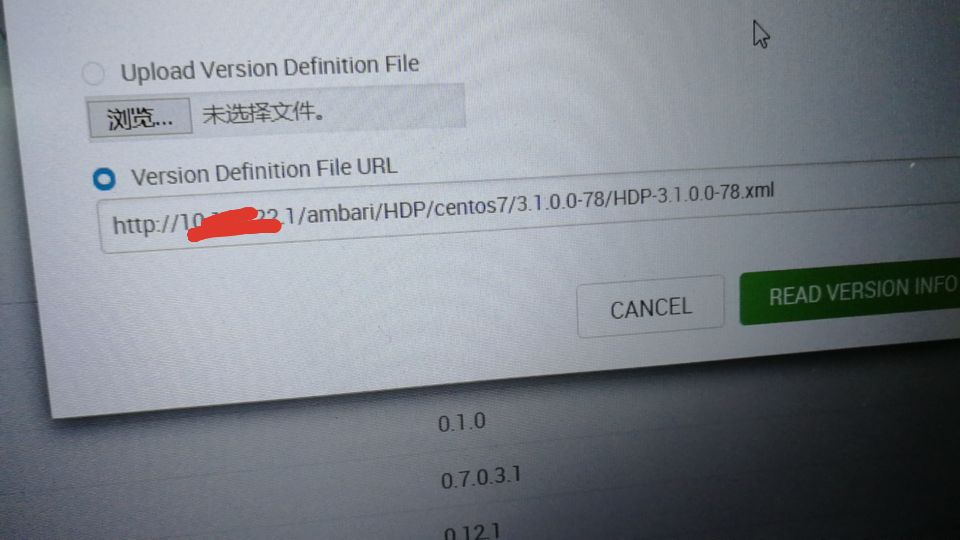 Upload Version Definition File
浏览... 未选择文件。
Version Definition File URL
http://10 .1/ambari/HDP/centos7/3.1.0.0-78/HDP-3.1.0.0-78.xml
CANCEL READ VERSION INFO
0.1.0
0.7.0.3.1
0.12.1